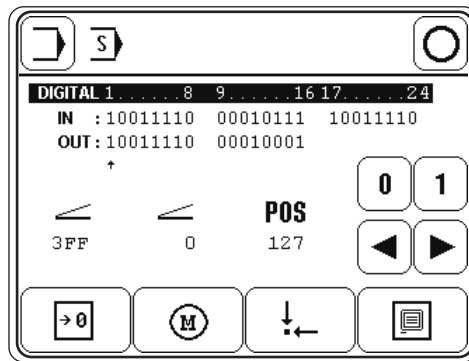 S
DIGITAL 1......8 9......16 17......24
IN :10011110 00010111 10011110
OUT:10011110 00010001
0 1
POS
3FF 0 127
→0 M